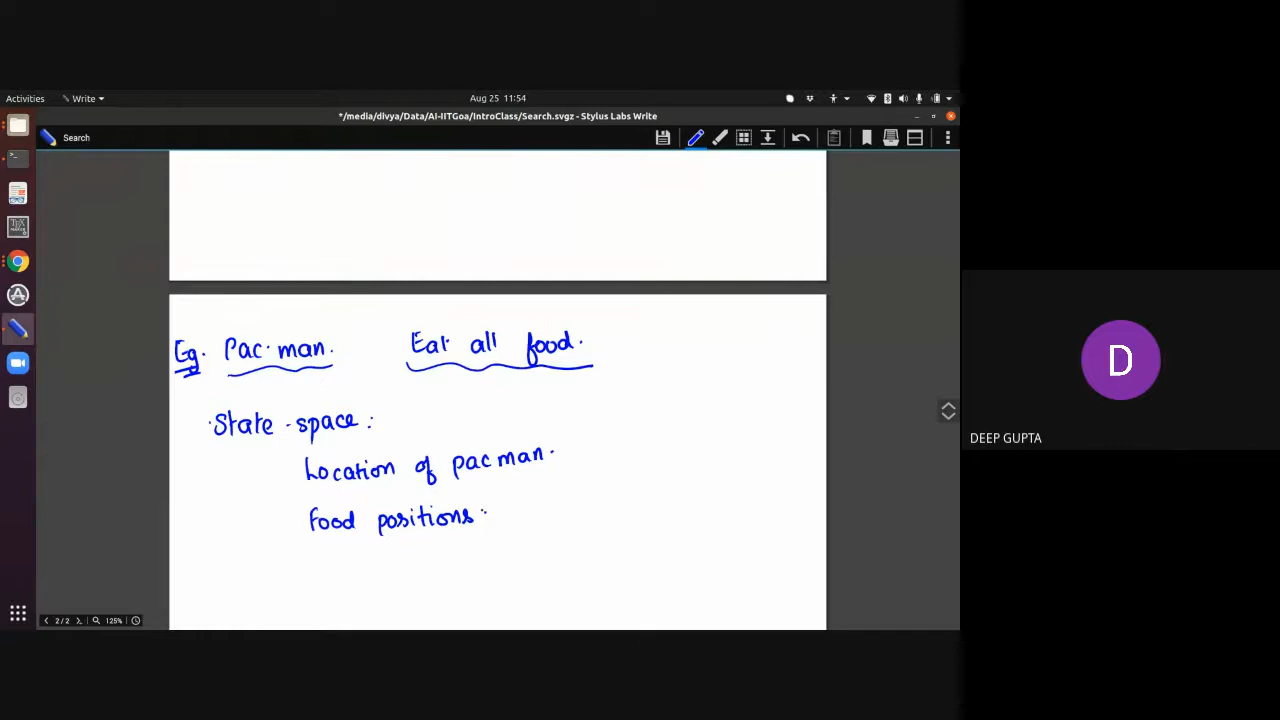 Activities
Write
Aug 25 11:54
*/media/divya/Data/AI-IITGoa/IntroClass/Search.svgz - Stylus Labs Write
Search
Eg. Pac-man. Eat all food.
State-space:
Location of pacman.
Food positions
D
DEEP GUPTA
2/2 125%